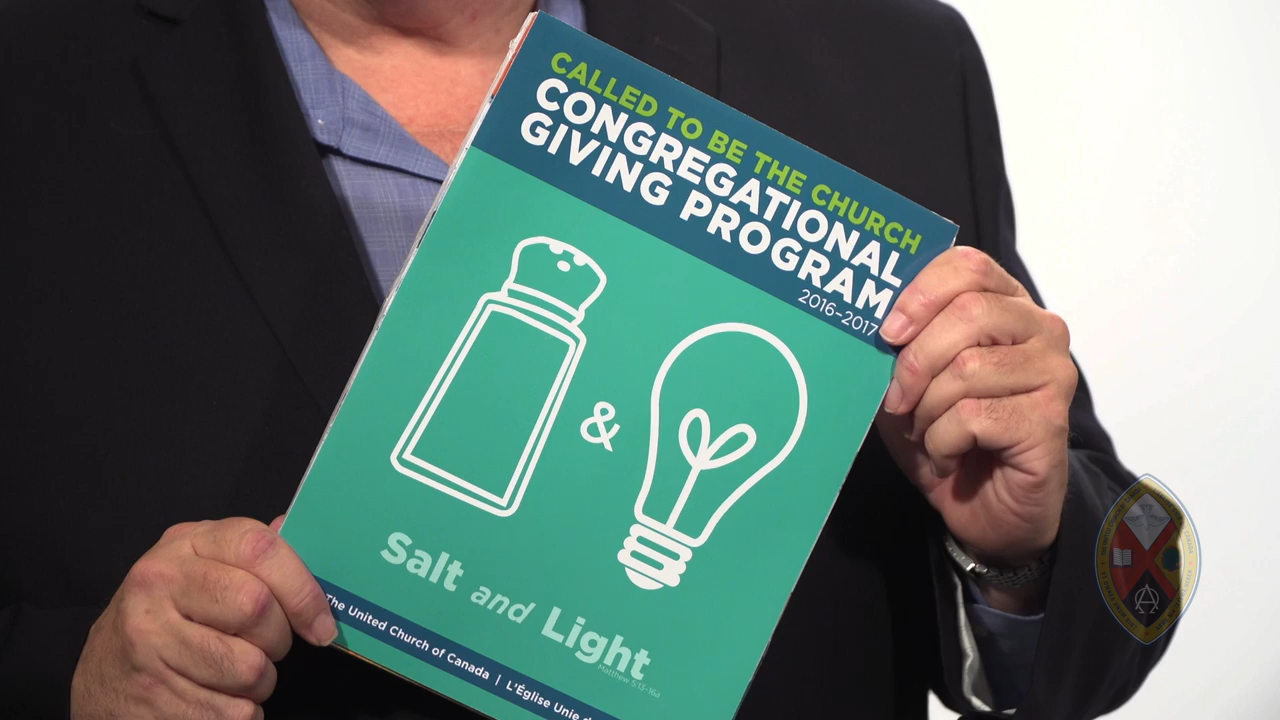 CALLED TO BE THE CHURCH
CONGREGATIONAL
GIVING PROGRAM
2016–2017
&
Salt and Light
Matthew 5:13–16a
The United Church of Canada | L'Église Unie d